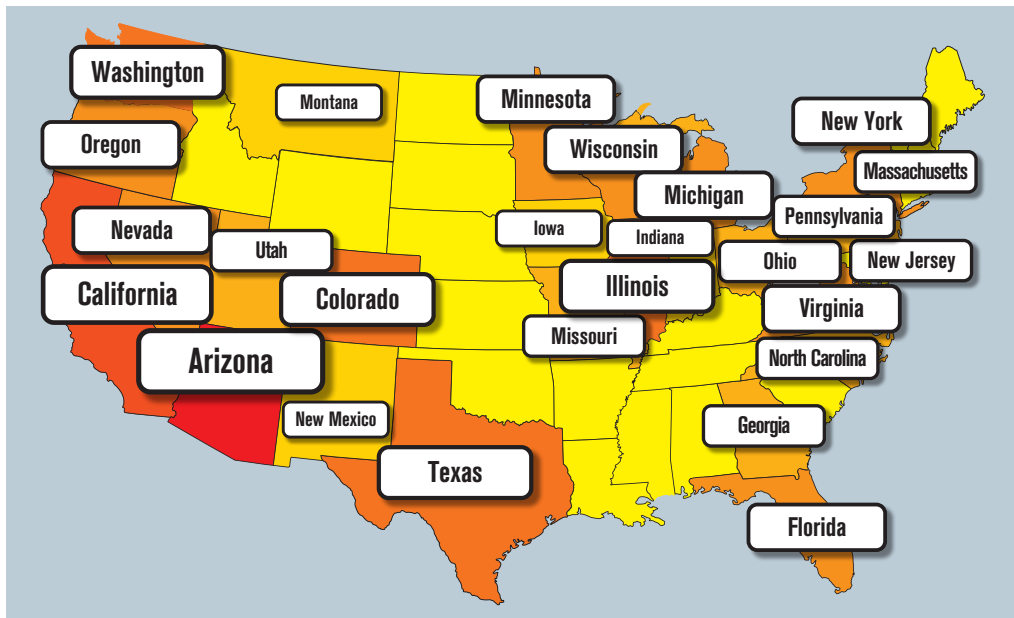 Washington
Montana
Minnesota
New York
Oregon
Wisconsin
Massachusetts
Michigan
Pennsylvania
Nevada
Iowa
Indiana
Utah
Ohio
New Jersey
California
Colorado
Illinois
Virginia
Missouri
Arizona
North Carolina
New Mexico
Georgia
Texas
Florida